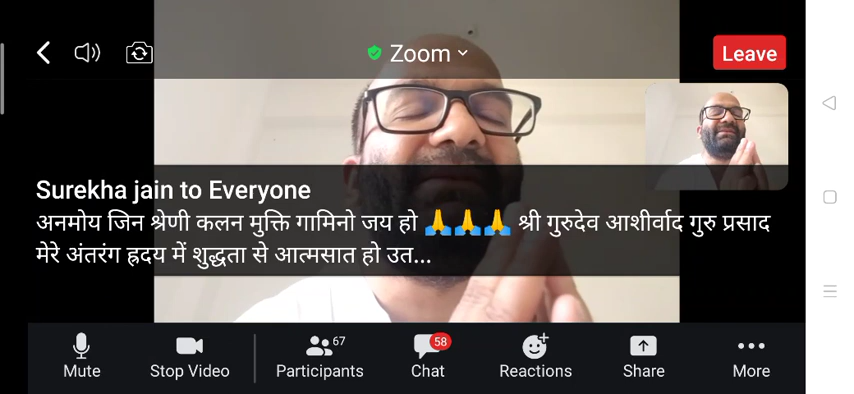 Zoom
Leave
Surekha jain to Everyone
अनमोय जिन श्रेणी कलन मुक्ति गामिनो जय हो 🙏🙏🙏 श्री गुरुदेव आशीर्वाद गुरु प्रसाद
मेरे अंतरंग ह्रदय में शुद्धता से आत्मसात हो उत...
67
58
Mute
Stop Video
Participants
Chat
Reactions
Share
More